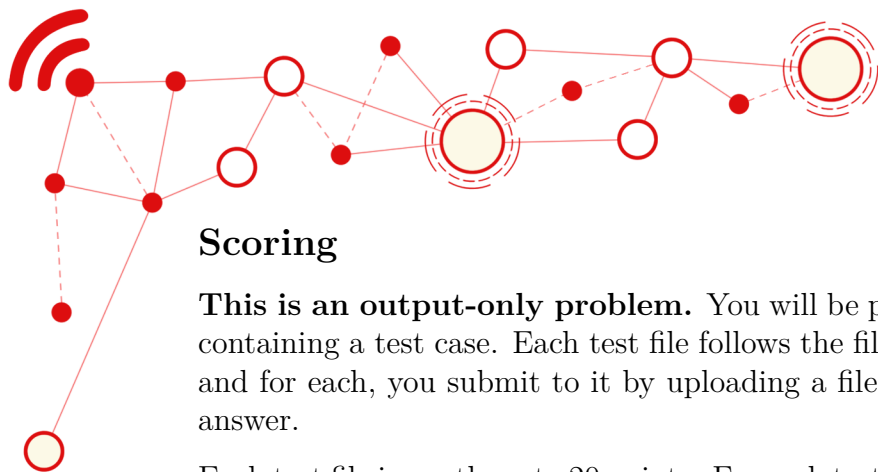 Scoring
This is an output-only problem. You will be
containing a test case. Each test file follows the
and for each, you submit to it by uploading a file
answer.